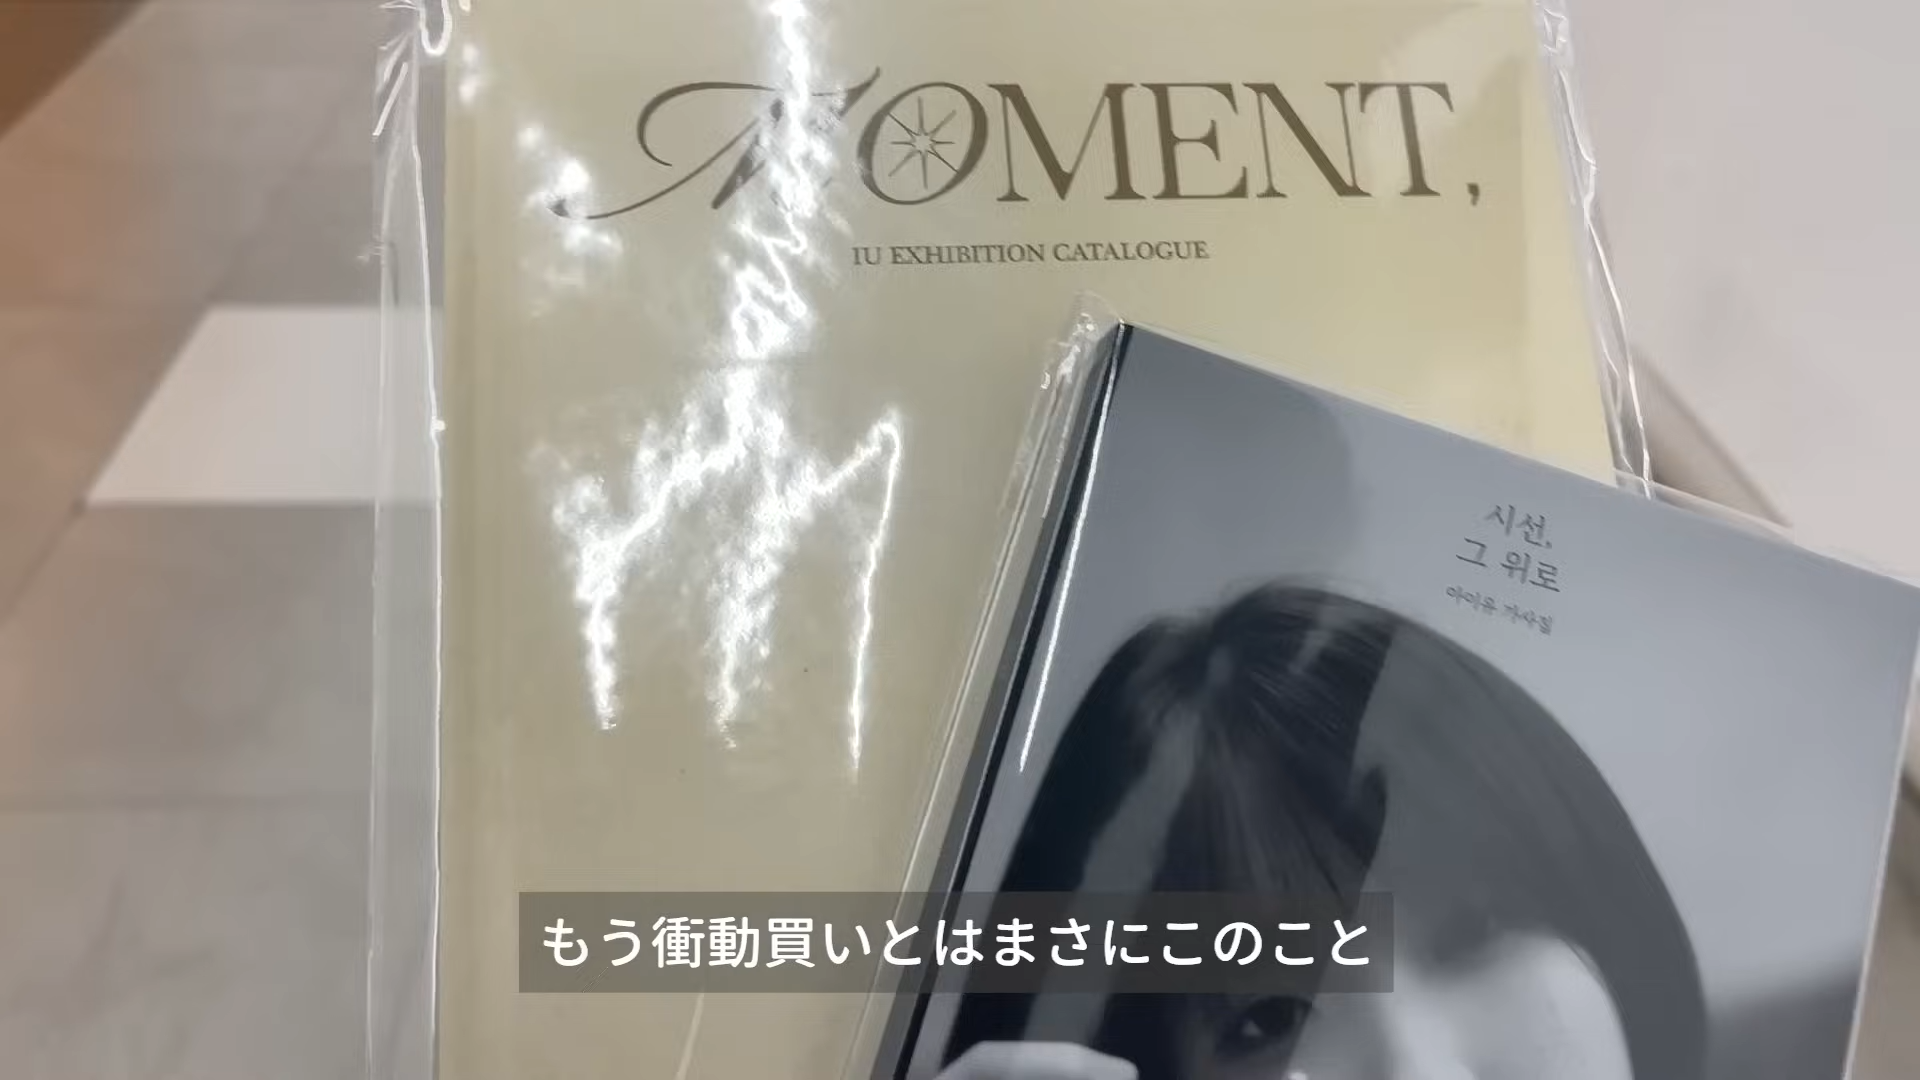 MOMENT,
IU EXHIBITION CATALOGUE
시선,
그 위로
아이유 가사집
もう衝動買いとはまさにこのこと